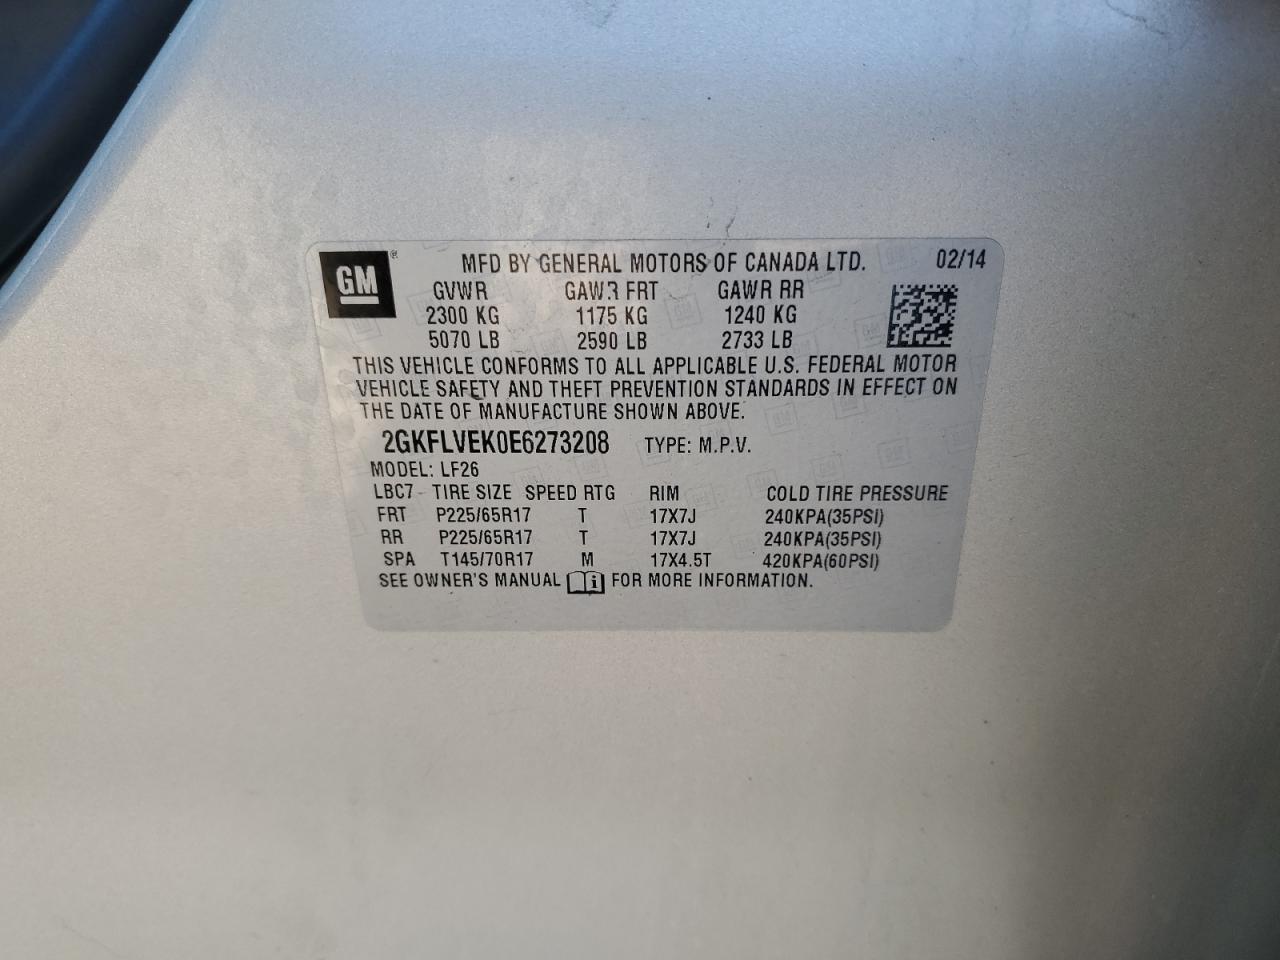 GM ® MFD BY GENERAL MOTORS OF CANADA LTD. 02/14
GVWR GAWR FRT GAWR RR
2300 KG 1175 KG 1240 KG
5070 LB 2590 LB 2733 LB
THIS VEHICLE CONFORMS TO ALL APPLICABLE U.S. FEDERAL MOTOR
VEHICLE SAFETY AND THEFT PREVENTION STANDARDS IN EFFECT ON
THE DATE OF MANUFACTURE SHOWN ABOVE.
2GKFLVEK0E6273208 TYPE: M.P.V.
MODEL: LF26
LBC7 TIRE SIZE SPEED RTG RIM COLD TIRE PRESSURE
FRT P225/65R17 T 17X7J 240KPA(35PSI)
RR P225/65R17 T 17X7J 240KPA(35PSI)
SPA T145/70R17 M 17X4.5T 420KPA(60PSI)
SEE OWNER'S MANUAL i FOR MORE INFORMATION.